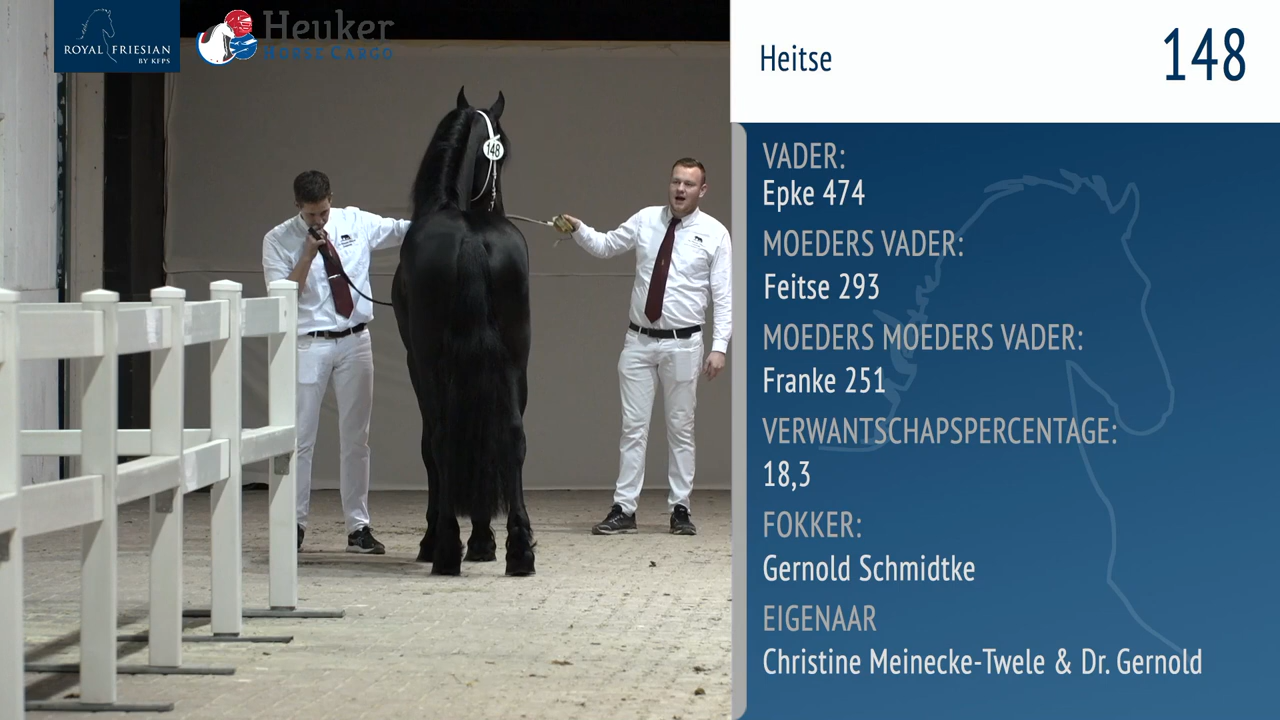 ROYAL FRIESIAN
BY KFPS
Heuker
HORSE CARGO
148
Heitse
148
VADER:
Epke 474
MOEDERS VADER:
Feitse 293
MOEDERS MOEDERS VADER:
Franke 251
VERWANTSCHAPSPERCENTAGE:
18,3
FOKKER:
Gernold Schmidtke
EIGENAAR
Christine Meinecke-Twele & Dr. Gernold